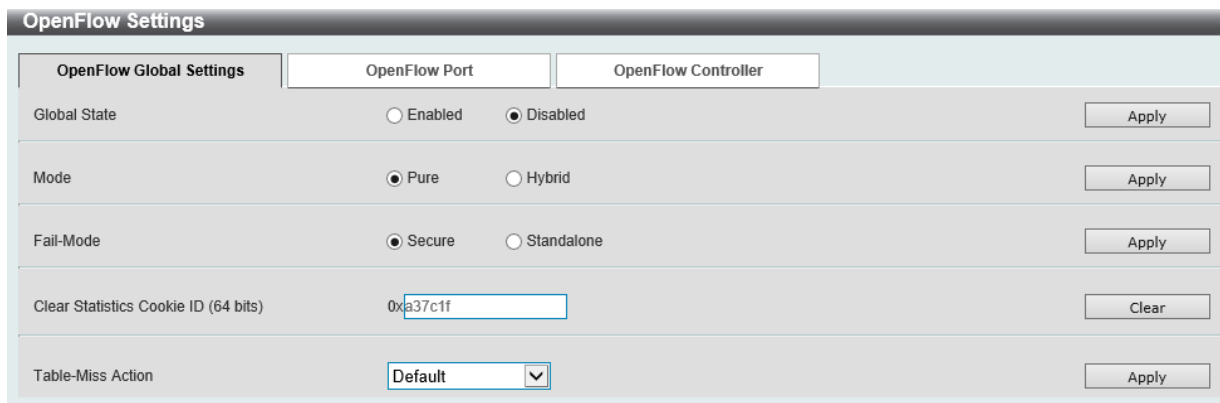 OpenFlow Settings
OpenFlow Global Settings OpenFlow Port OpenFlow Controller
Global State Enabled Disabled Apply
Mode Pure Hybrid Apply
Fail-Mode Secure Standalone Apply
Clear Statistics Cookie ID (64 bits) 0xa37c1f Clear
Table-Miss Action Default Apply